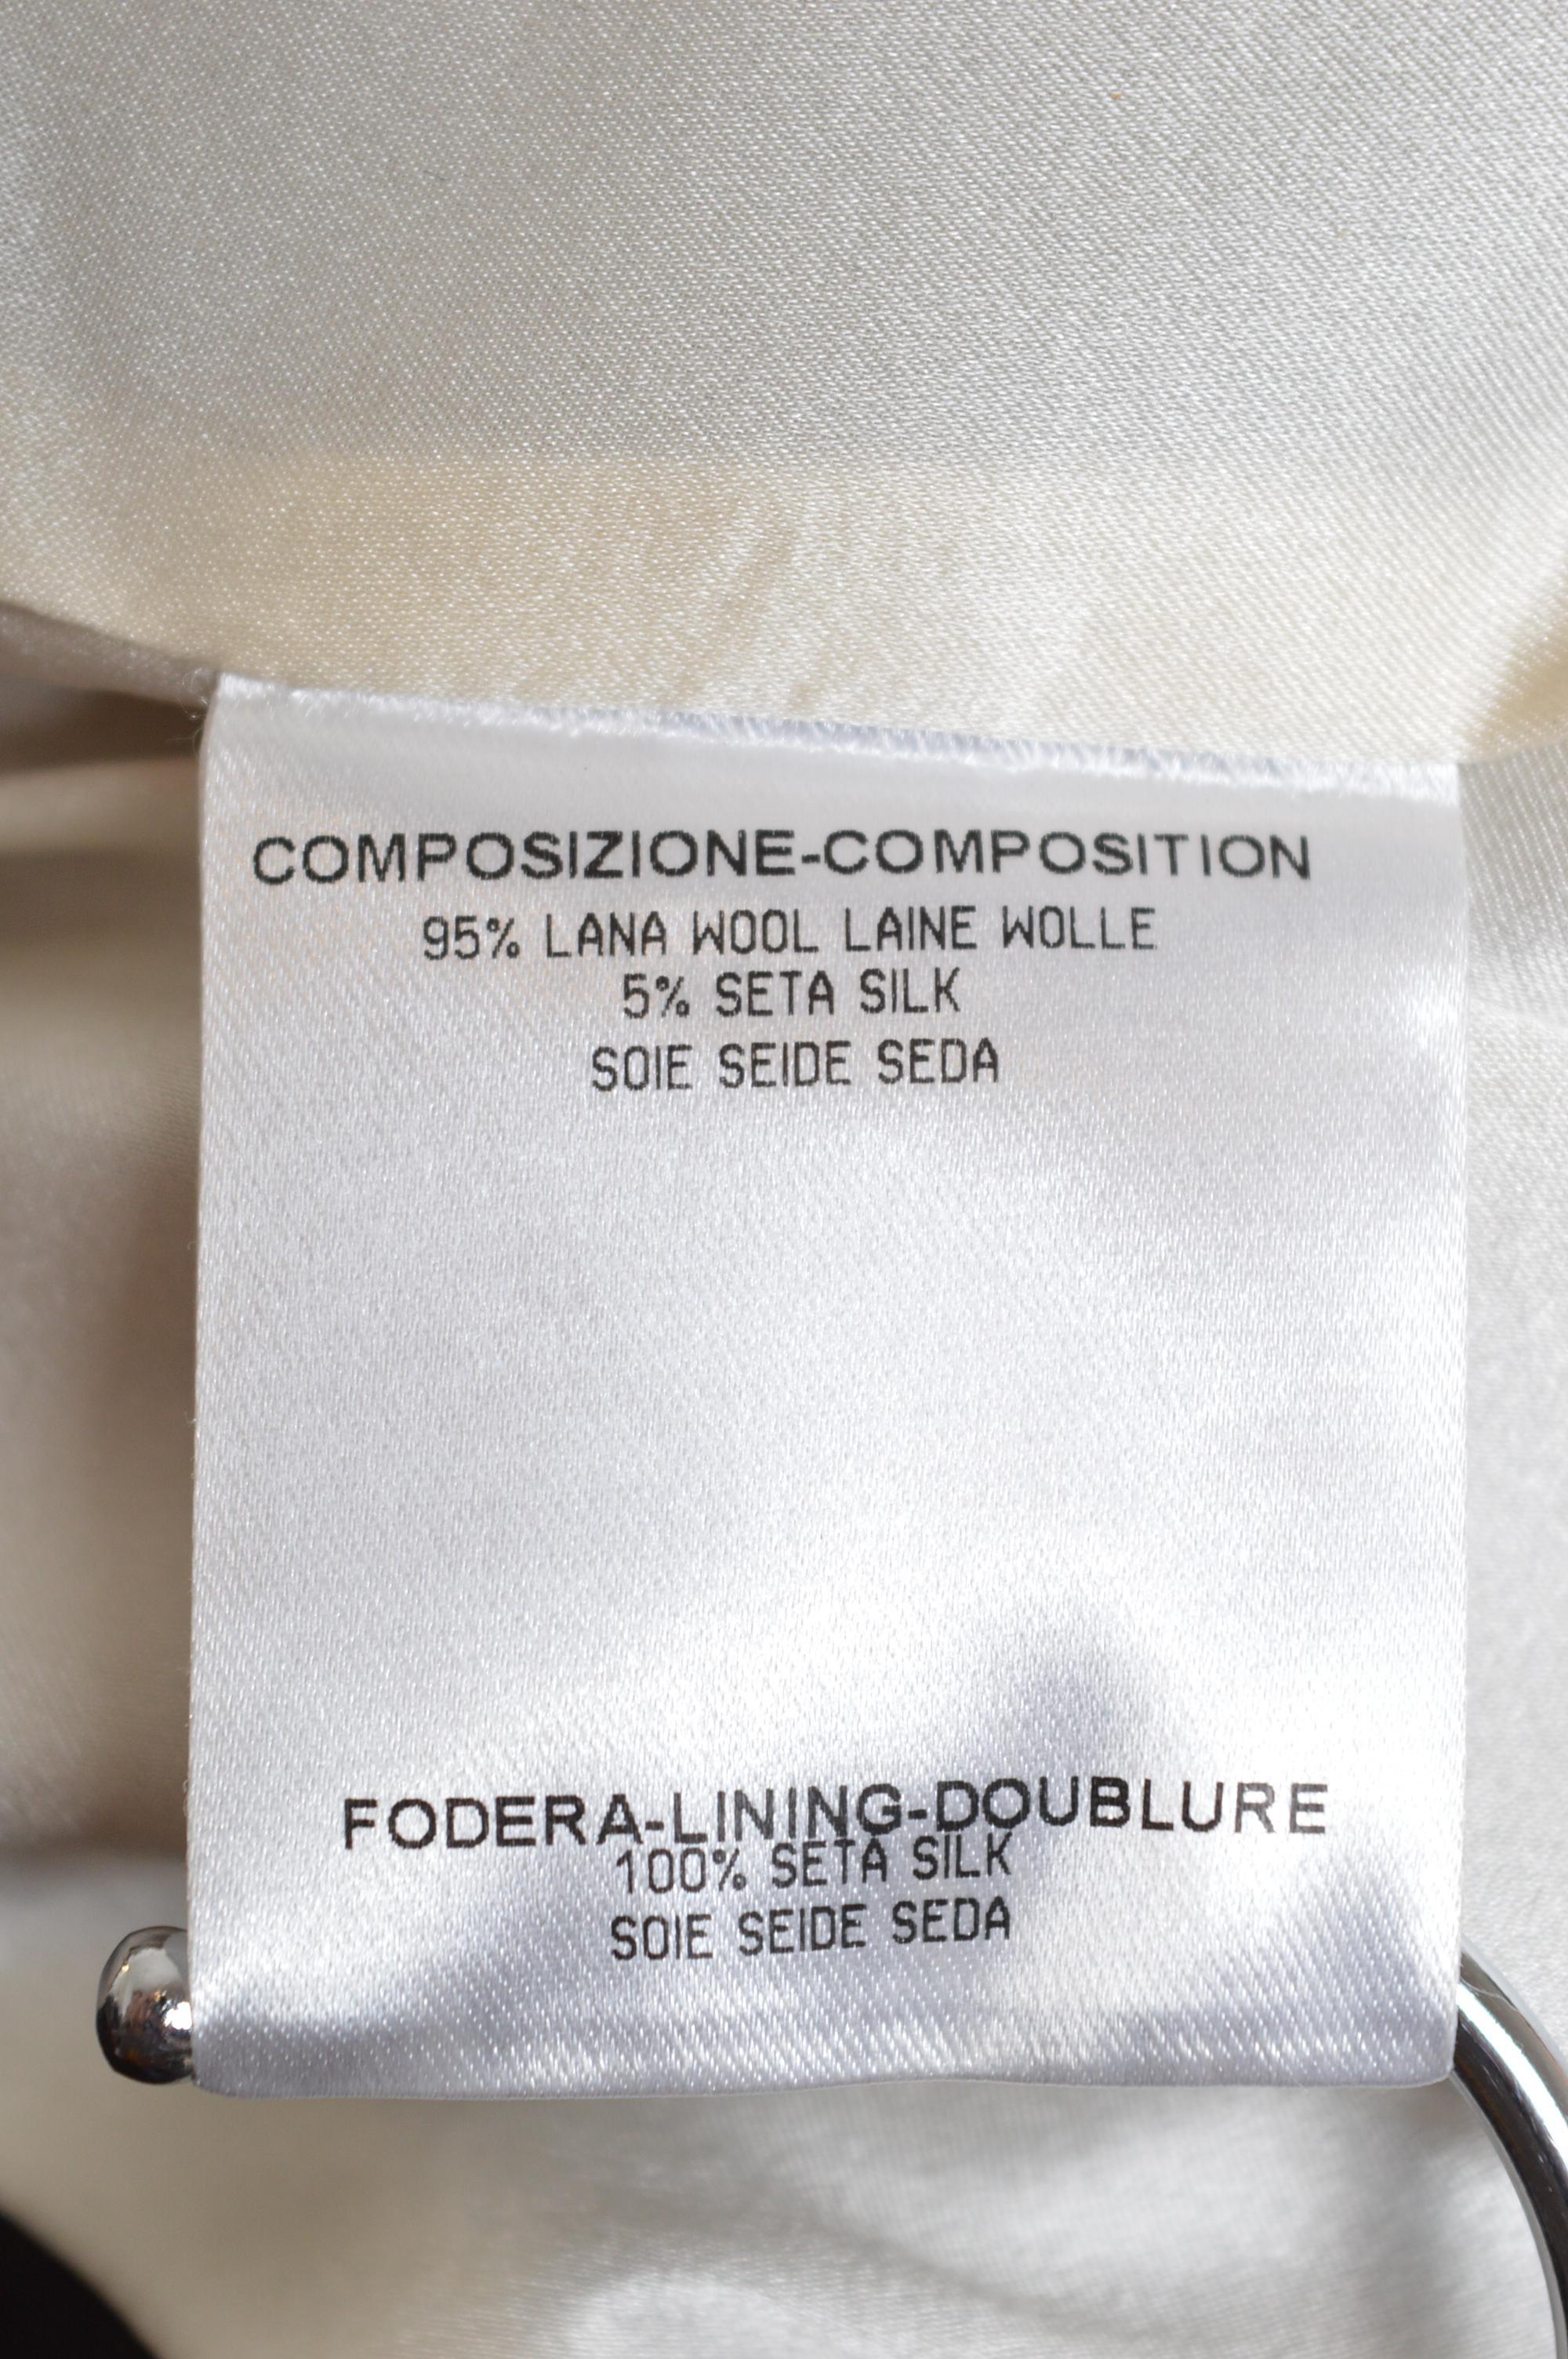 COMPOSIZIONE-COMPOSITION
95% LANA WOOL LAINE WOLLE
5% SETA SILK
SOIE SEIDE SEDA
FODERA-LINING-DOUBLURE
100% SETA SILK
SOIE SEIDE SEDA